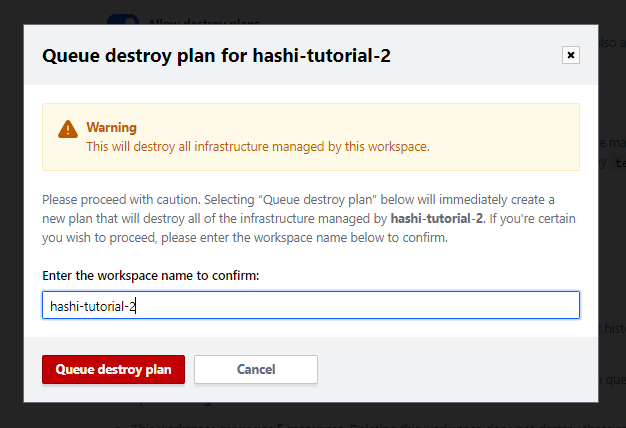 Allow destroy plans
Queue destroy plan for hashi-tutorial-2
Warning
This will destroy all infrastructure managed by this workspace.
Please proceed with caution. Selecting “Queue destroy plan” below will immediately create a
new plan that will destroy all of the infrastructure managed by hashi-tutorial-2. If you're certain
you wish to proceed, please enter the workspace name below to confirm.
Enter the workspace name to confirm:
hashi-tutorial-2
Queue destroy plan
Cancel